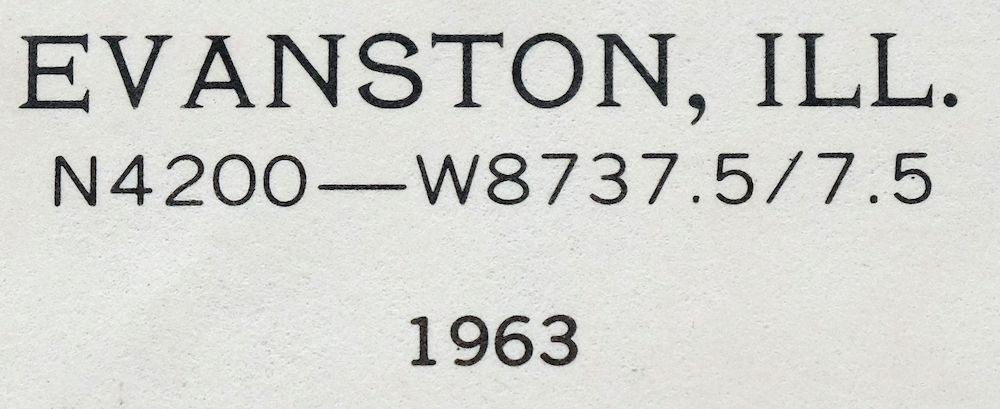 EVANSTON, ILL.
N4200—W8737.5/7.5
1963